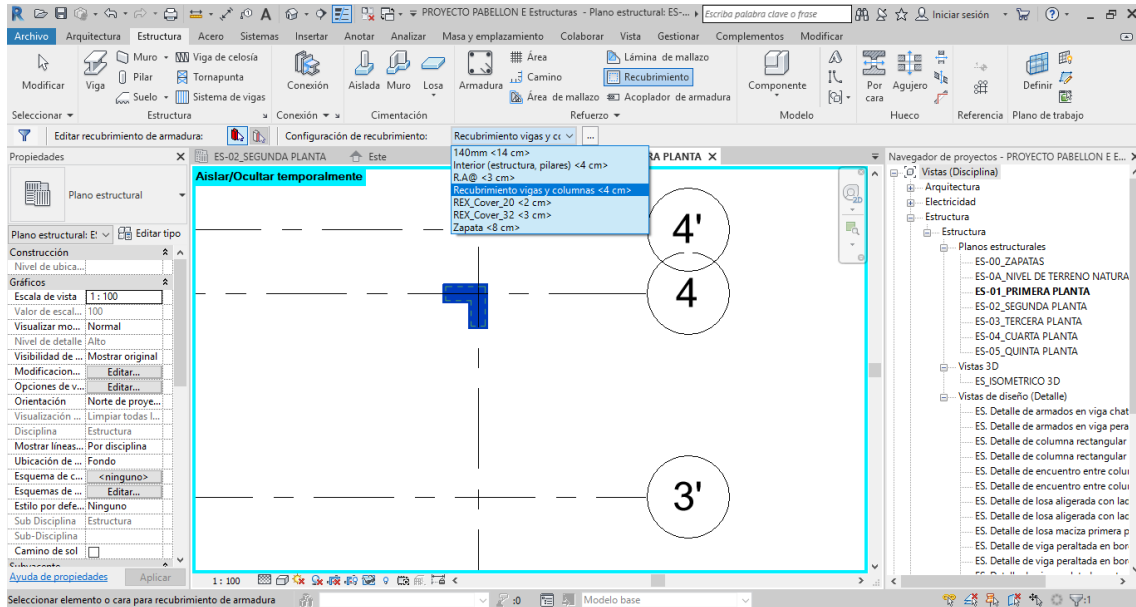 R A PROYECTO PABELLON E Estructuras - Plano estructural: ES-... Escriba palabra clave o frase Iniciar sesión
Archivo Arquitectura Estructura Acero Sistemas Insertar Anotar Analizar Masa y emplazamiento Colaborar Vista Gestionar Complementos Modificar
Muro Viga de celosía Área Lámina de mallazo
Pilar Tornapunta Camino Recubrimiento
Modificar Viga Suelo Sistema de vigas Conexión Aislada Muro Losa Armadura Área de mallazo Acoplador de armadura Componente Por cara Agujero Definir
Seleccionar Estructura Conexión Cimentación Refuerzo Modelo Hueco Referencia Plano de trabajo
Editar recubrimiento de armadura: Configuración de recubrimiento: Recubrimiento vigas y cc ...
Propiedades ES-02_SEGUNDA PLANTA Este RA PLANTA Navegador de proyectos - PROYECTO PABELLON E E...
140mm <14 cm>
Interior (estructura, pilares) <4 cm>
R.A@ <3 cm>
Recubrimiento vigas y columnas <4 cm>
REX_Cover_20 <2 cm>
REX_Cover_32 <3 cm>
Zapata <8 cm>
Aislar/Ocultar temporalmente
2D
4'
4
3'
Plano estructural
Plano estructural: E: Editar tipo
Construcción
Nivel de ubica...
Gráficos
Escala de vista 1 : 100
Valor de escal... 100
Visualizar mo... Normal
Nivel de detalle Alto
Visibilidad de ... Mostrar original
Modificacion... Editar...
Opciones de v... Editar...
Orientación Norte de proye...
Visualización ... Limpiar todas l...
Disciplina Estructura
Mostrar líneas... Por disciplina
Ubicación de ... Fondo
Esquema de c... <ninguno>
Esquemas de ... Editar...
Estilo por defe... Ninguno
Sub Disciplina Estructura
Sub-Disciplina
Camino de sol
Subyacente
Ayuda de propiedades Aplicar
1 : 100
Vistas (Disciplina)
Arquitectura
Electricidad
Estructura
Estructura
Planos estructurales
ES-00_ZAPATAS
ES-0A_NIVEL DE TERRENO NATURA
ES-01_PRIMERA PLANTA
ES-02_SEGUNDA PLANTA
ES-03_TERCERA PLANTA
ES-04_CUARTA PLANTA
ES-05_QUINTA PLANTA
Vistas 3D
ES_ISOMETRICO 3D
Vistas de diseño (Detalle)
ES. Detalle de armados en viga chat
ES. Detalle de armados en viga pera
ES. Detalle de columna rectangular
ES. Detalle de columna rectangular
ES. Detalle de encuentro entre colu
ES. Detalle de encuentro entre colu
ES. Detalle de losa aligerada con lac
ES. Detalle de losa aligerada con lac
ES. Detalle de losa maciza primera p
ES. Detalle de viga peraltada en bor
ES. Detalle de viga peraltada en bor
Seleccionar elemento o cara para recubrimiento de armadura :0 Modelo base :1